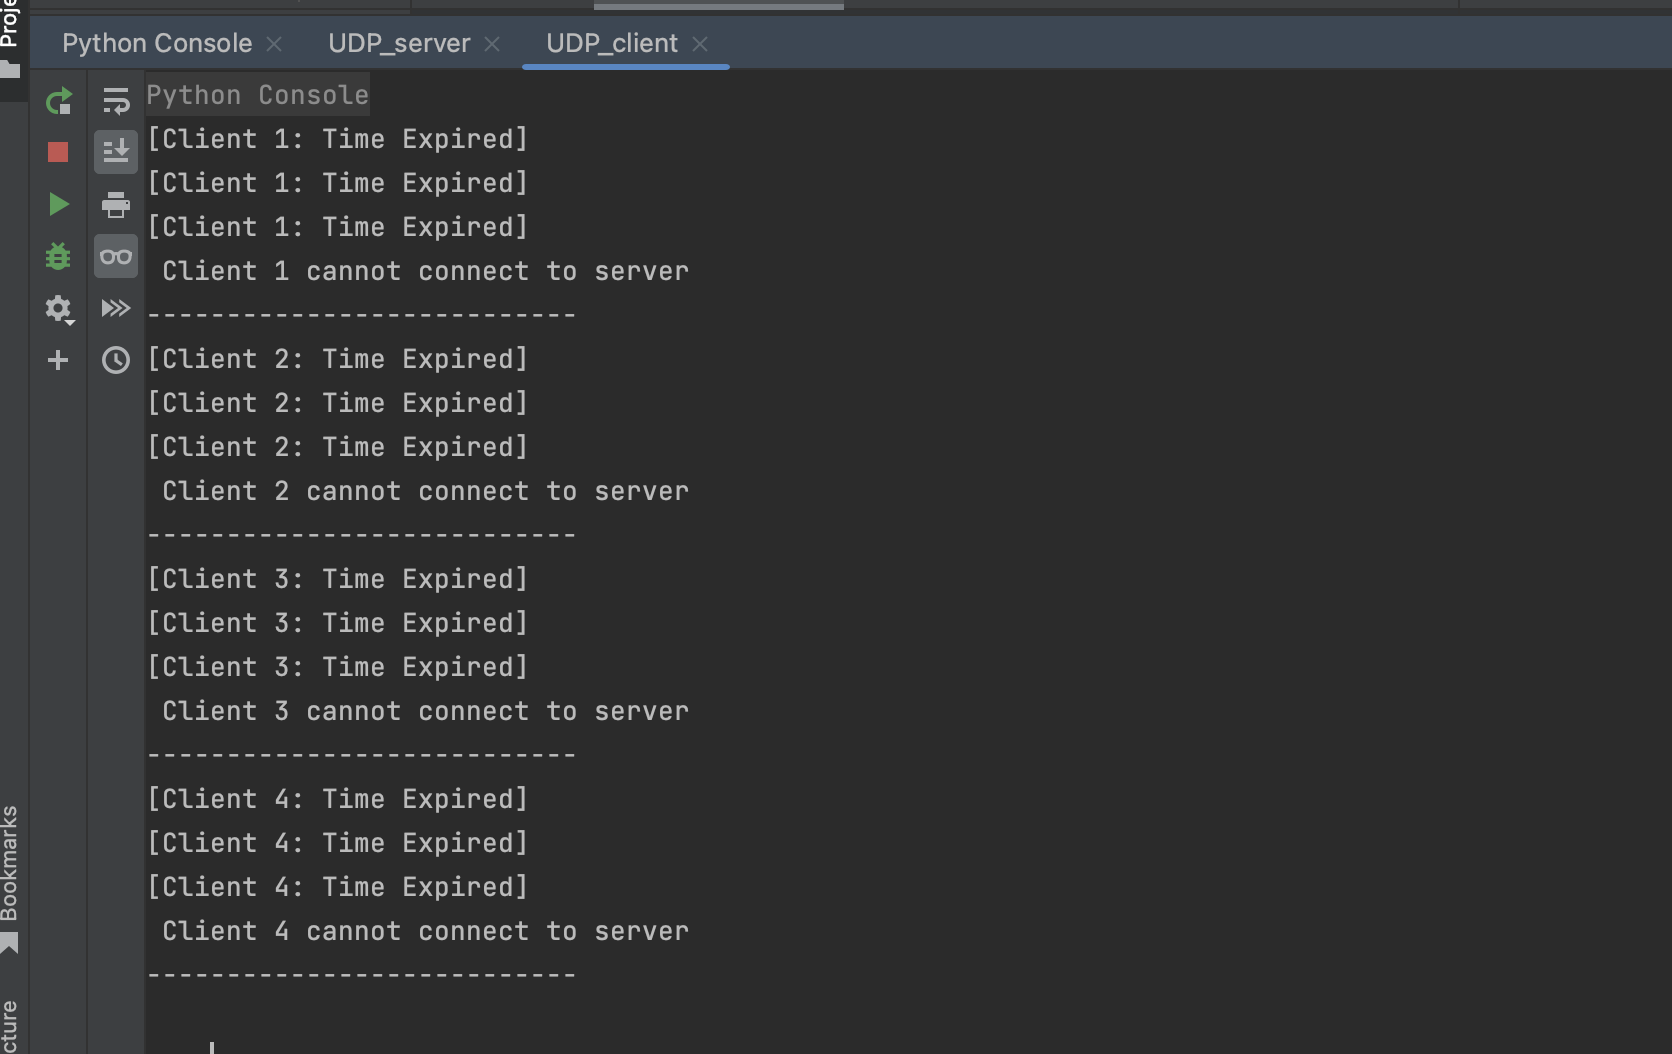 Python Console
UDP_server
UDP_client
Python Console
[Client 1: Time Expired]
[Client 1: Time Expired]
[Client 1: Time Expired]
Client 1 cannot connect to server
---------------------------
[Client 2: Time Expired]
[Client 2: Time Expired]
[Client 2: Time Expired]
Client 2 cannot connect to server
---------------------------
[Client 3: Time Expired]
[Client 3: Time Expired]
[Client 3: Time Expired]
Client 3 cannot connect to server
---------------------------
[Client 4: Time Expired]
[Client 4: Time Expired]
[Client 4: Time Expired]
Client 4 cannot connect to server
---------------------------
Bookmarks